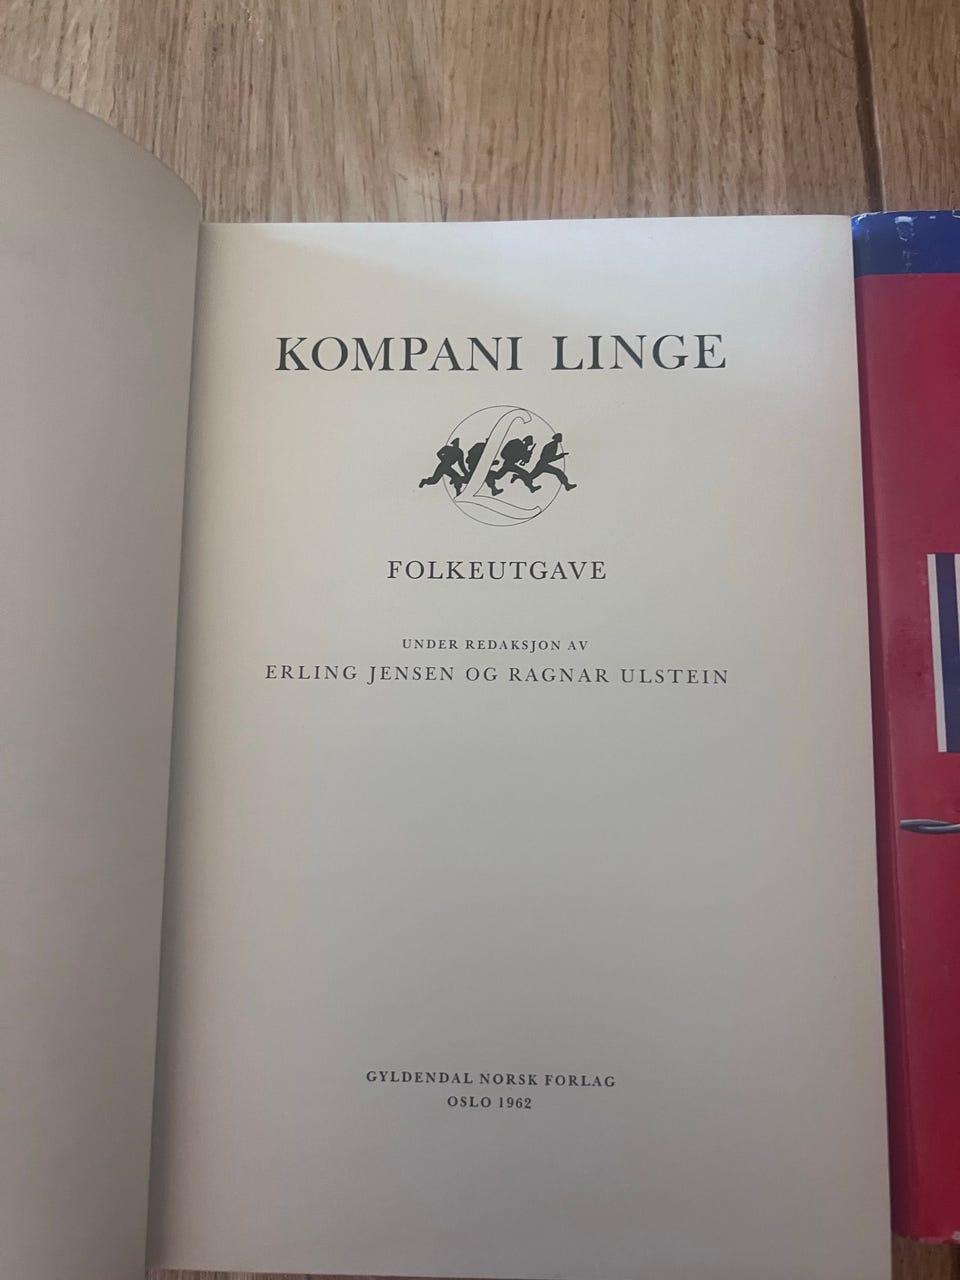 KOMPANI LINGE
L
FOLKEUTGAVE
UNDER REDAKSJON AV
ERLING JENSEN OG RAGNAR ULSTEIN
GYLDENDAL NORSK FORLAG
OSLO 1962